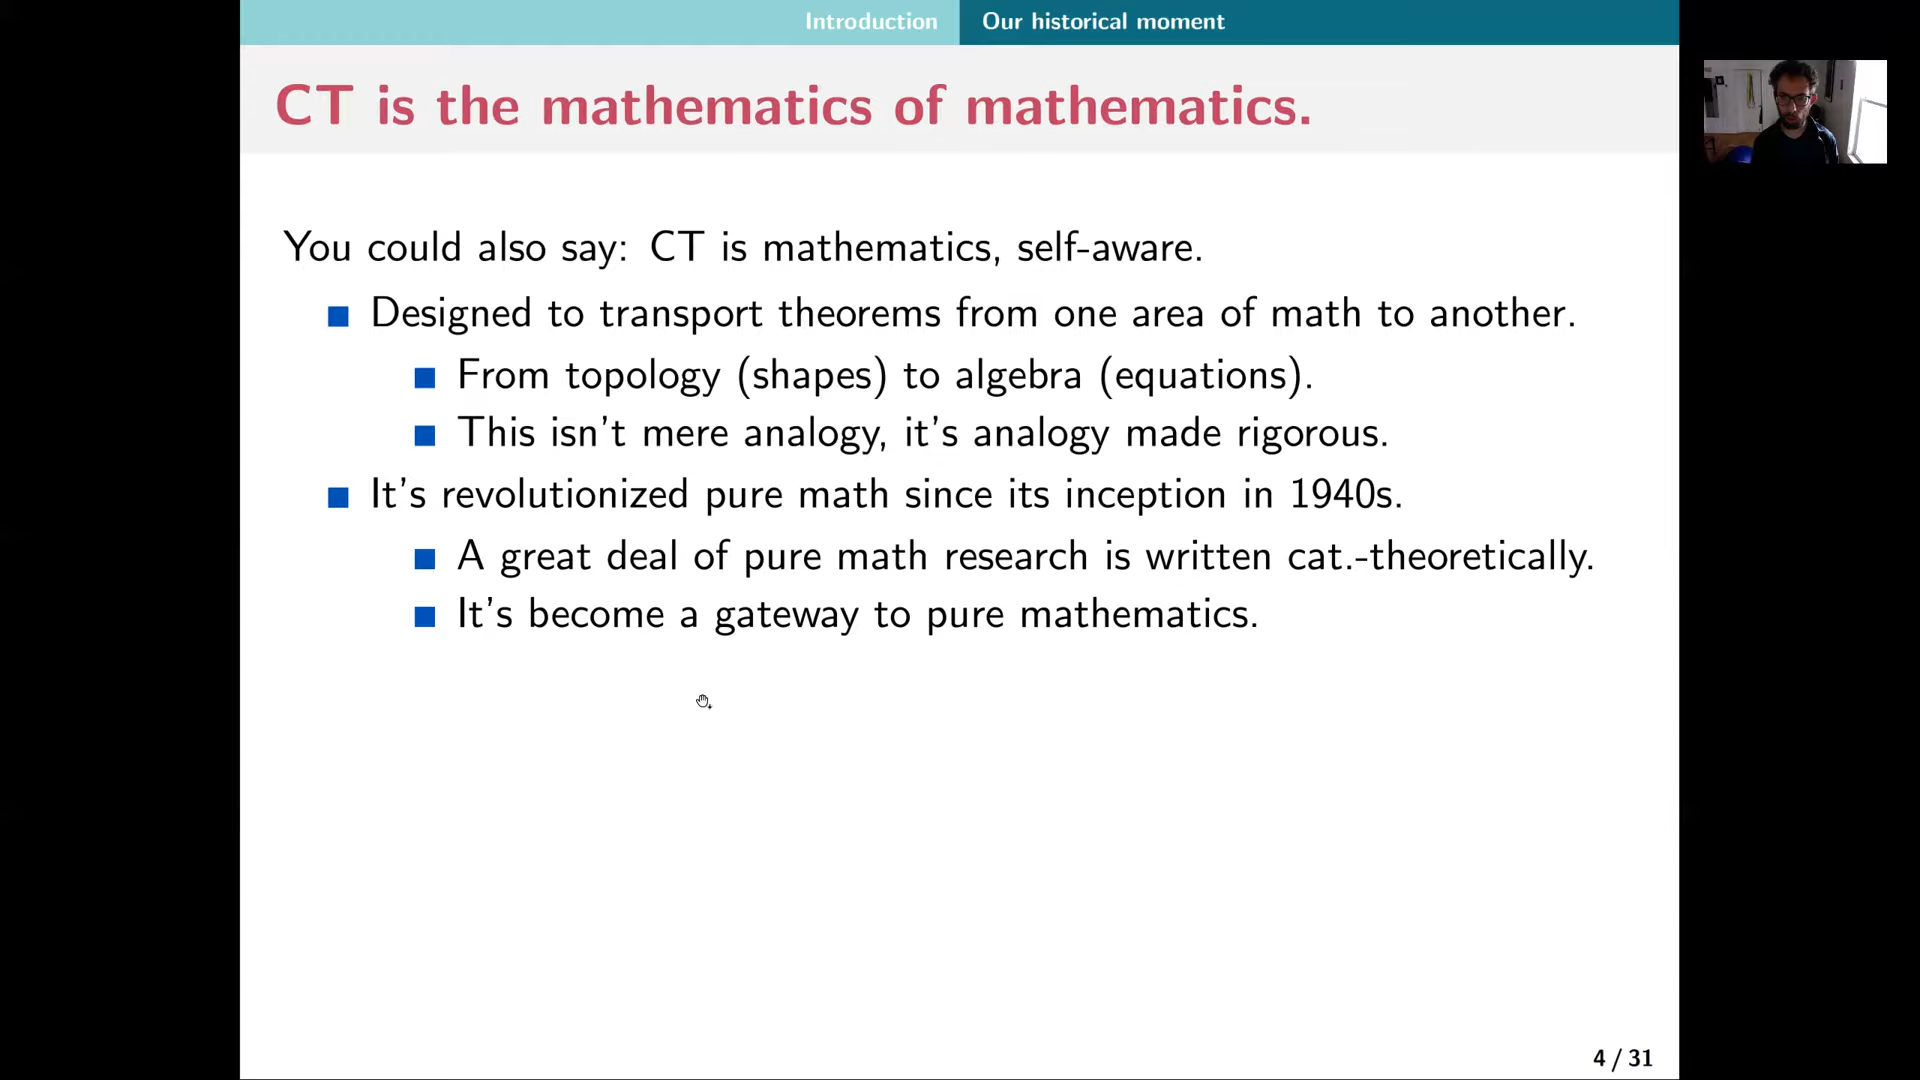 Introduction
Our historical moment
CT is the mathematics of mathematics.
You could also say: CT is mathematics, self-aware.
Designed to transport theorems from one area of math to another.
From topology (shapes) to algebra (equations).
This isn't mere analogy, it's analogy made rigorous.
It's revolutionized pure math since its inception in 1940s.
A great deal of pure math research is written cat.-theoretically.
It's become a gateway to pure mathematics.
4 / 31